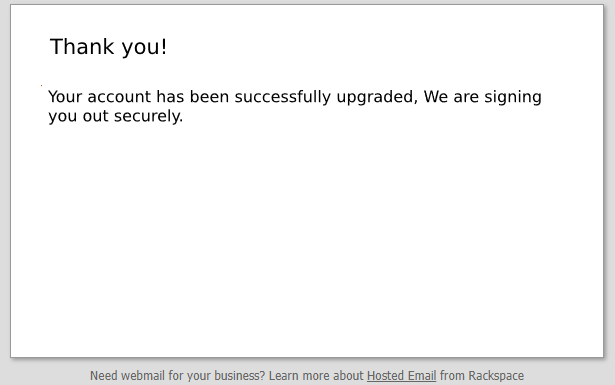 Thank you!
Your account has been successfully upgraded, We are signing
you out securely.
Need webmail for your business? Learn more about Hosted Email from Rackspace